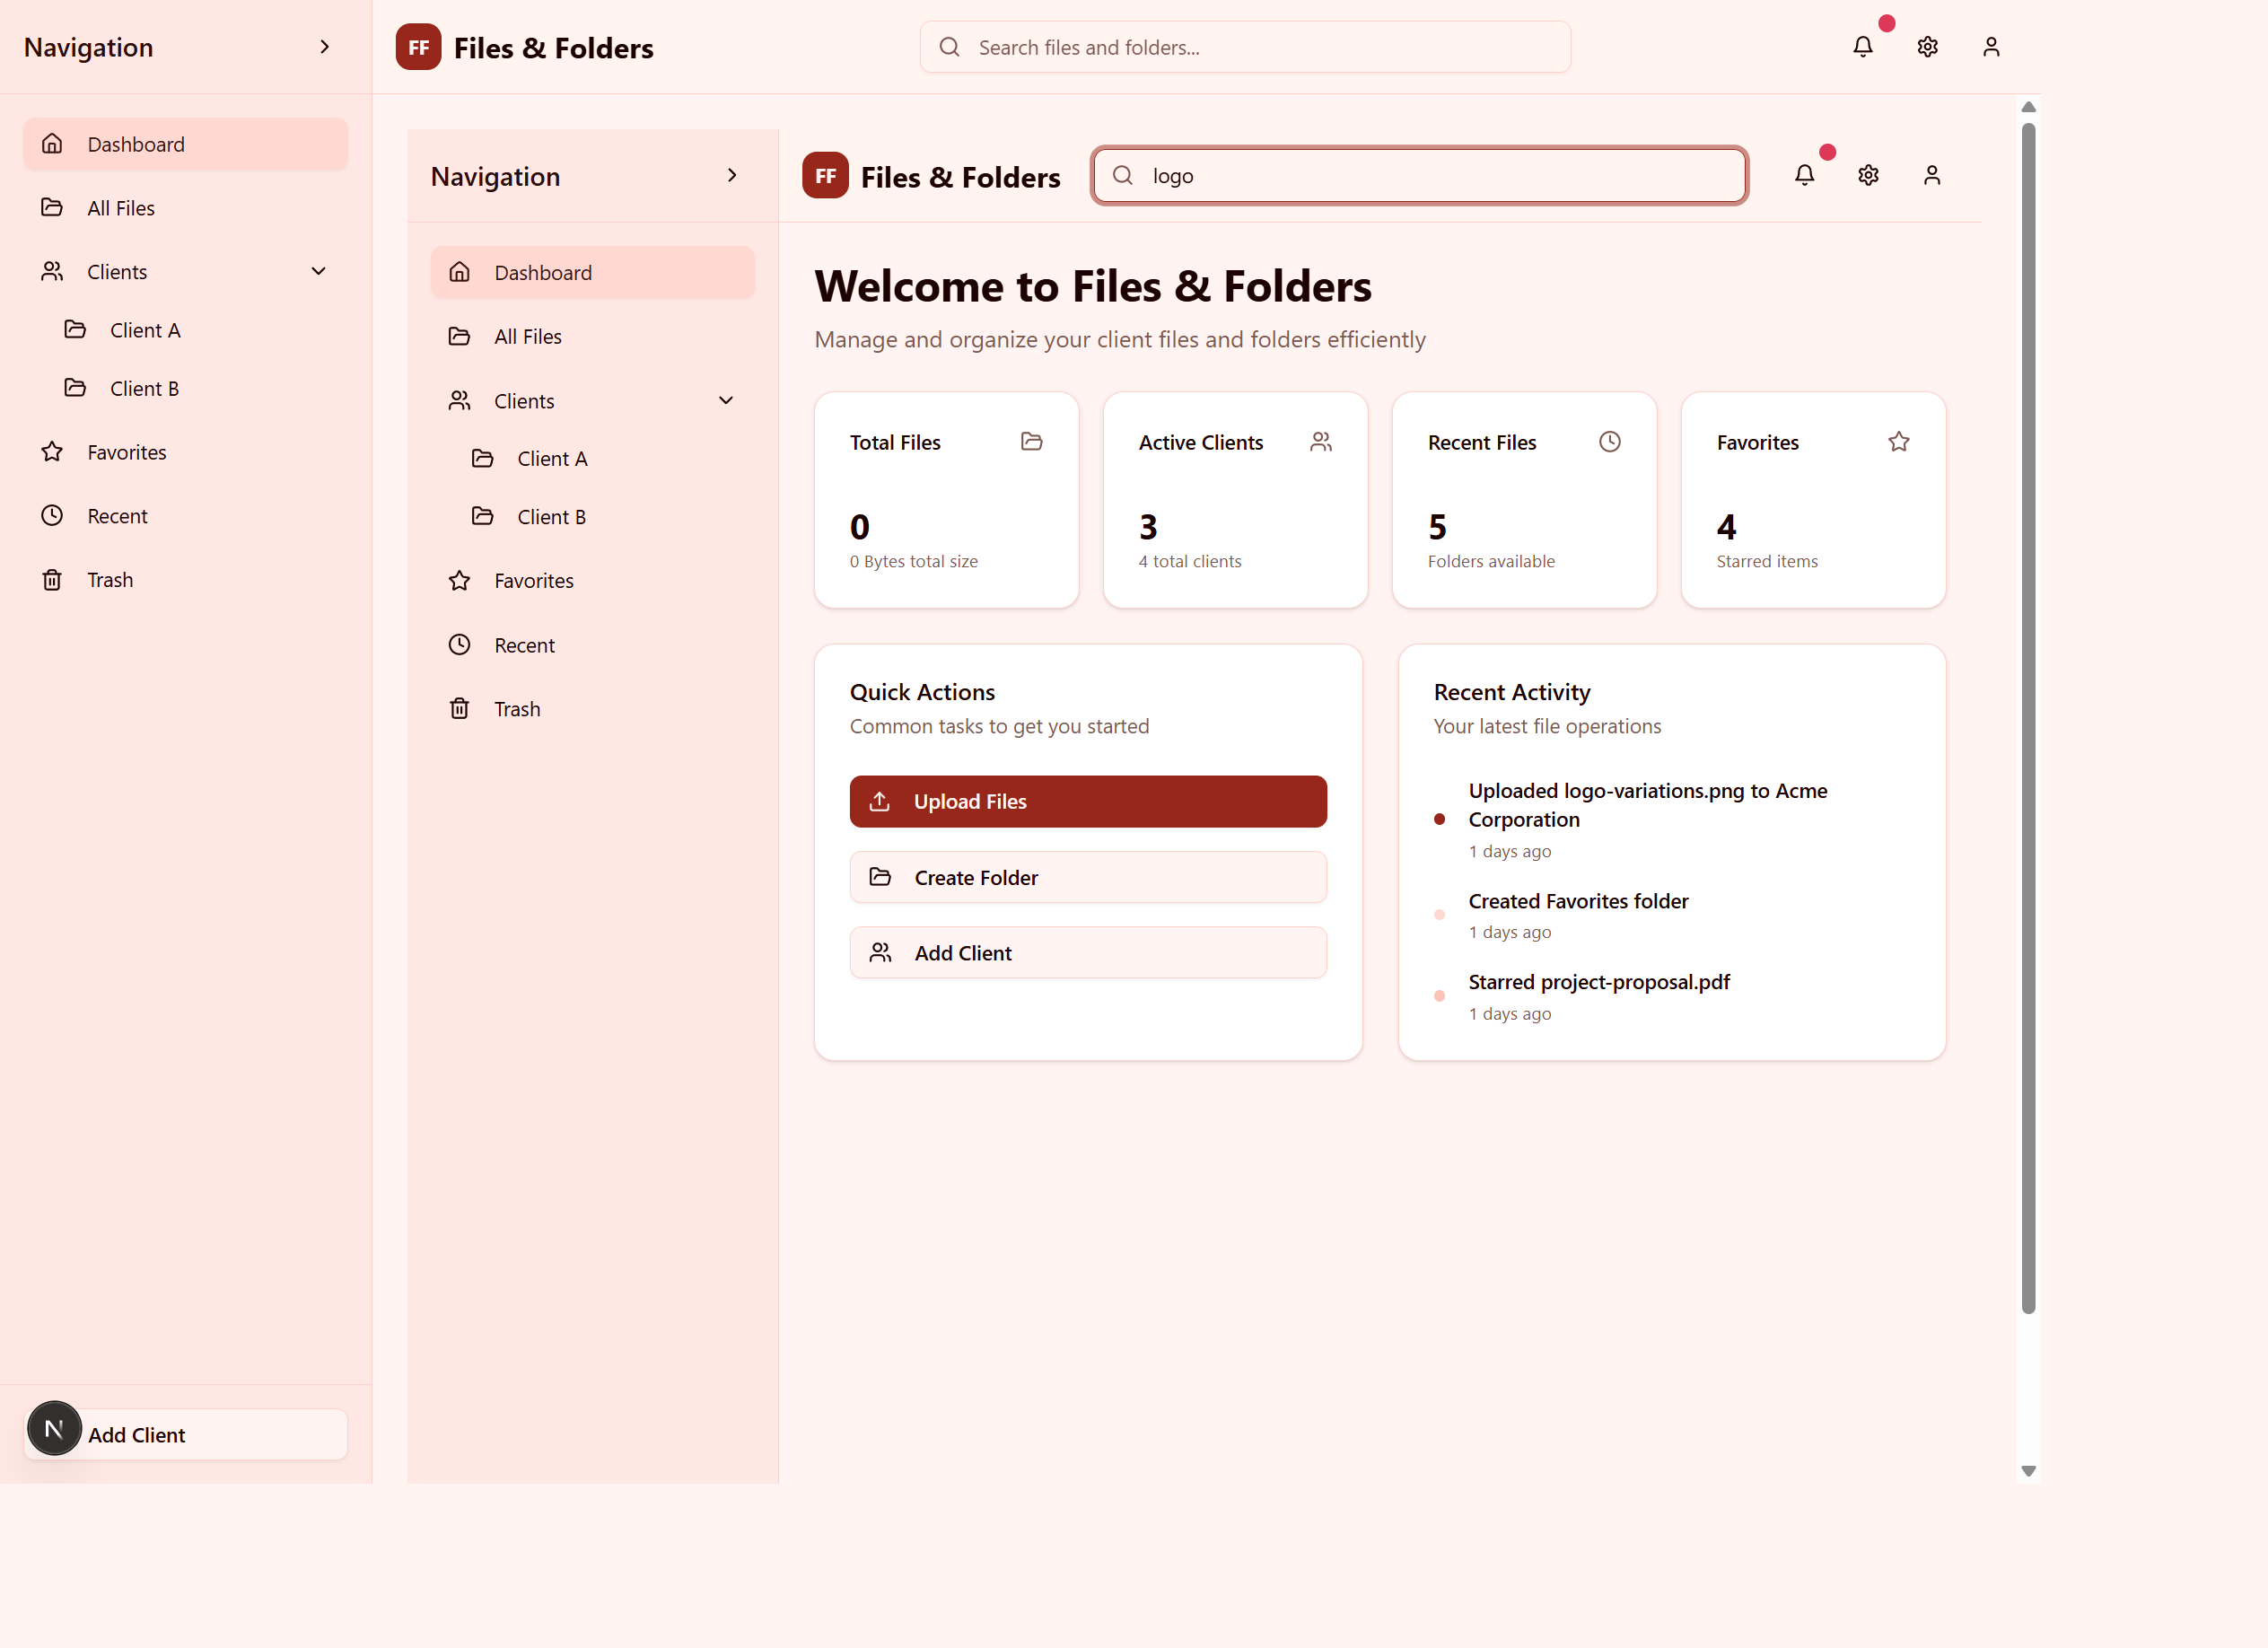 Navigation
FF Files & Folders
Search files and folders...
Dashboard
All Files
Clients
Client A
Client B
Favorites
Recent
Trash
N
Add Client
Navigation
FF Files & Folders
logo
Dashboard
All Files
Clients
Client A
Client B
Favorites
Recent
Trash
Welcome to Files & Folders
Manage and organize your client files and folders efficiently
Total Files
0
0 Bytes total size
Active Clients
3
4 total clients
Recent Files
5
Folders available
Favorites
4
Starred items
Quick Actions
Common tasks to get you started
Upload Files
Create Folder
Add Client
Recent Activity
Your latest file operations
Uploaded logo-variations.png to Acme
Corporation
1 days ago
Created Favorites folder
1 days ago
Starred project-proposal.pdf
1 days ago